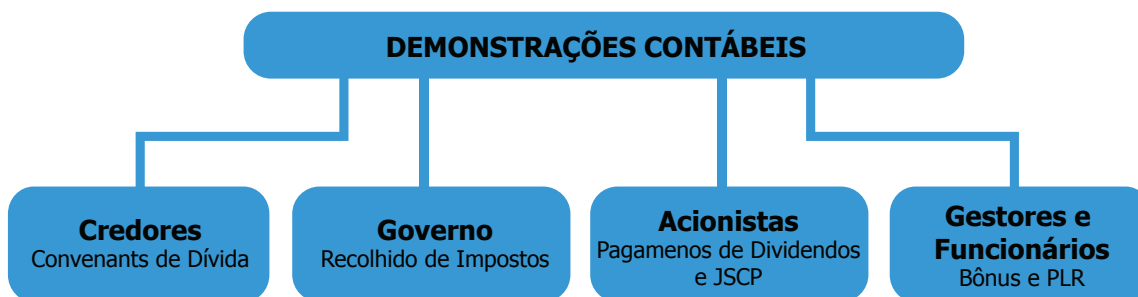 DEMONSTRAÇÕES CONTÁBEIS
Credores
Convenants de Dívida
Governo
Recolhido de Impostos
Acionistas
Pagamenos de Dividendos
e JSCP
Gestores e
Funcionários
Bônus e PLR